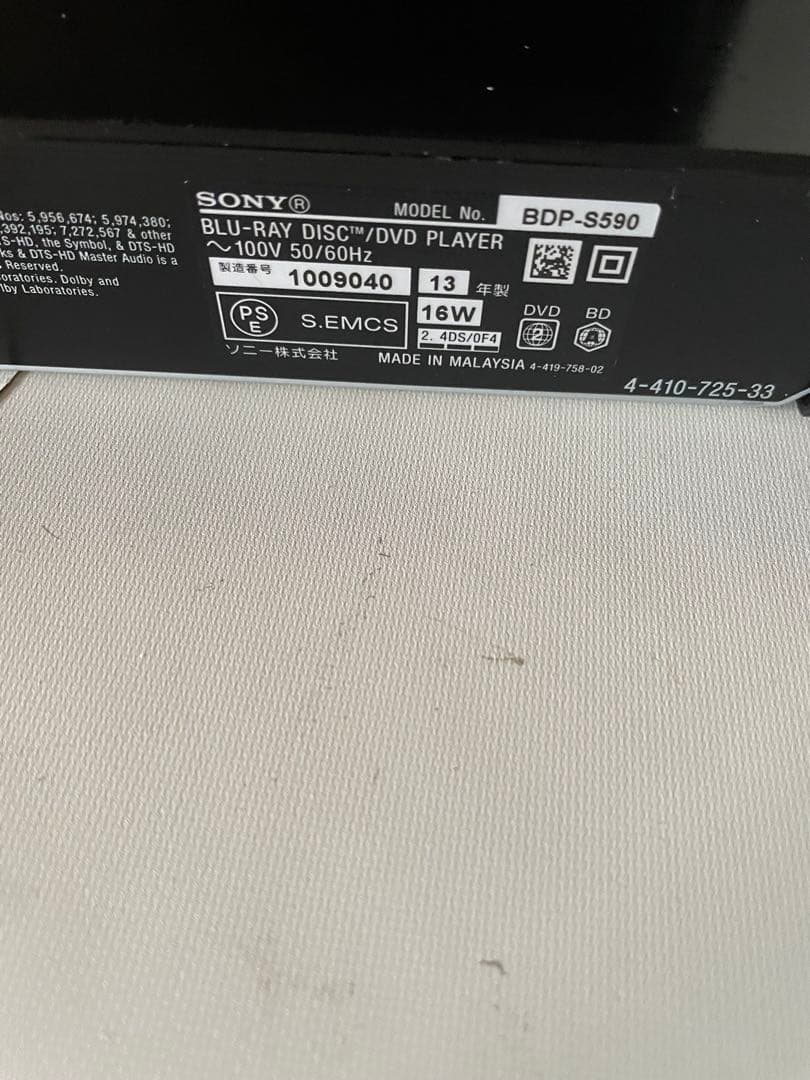 Nos: 5,956,674; 5,974,380;
,392,195; 7,272,567 & other
S-HD, the Symbol, & DTS-HD
ks & DTS-HD Master Audio is a
Reserved.
oratories. Dolby and
lby Laboratories.
SONY®
MODEL No. BDP-S590
BLU-RAY DISC™/DVD PLAYER
～100V 50/60Hz
製造番号 1009040 13 年製
PS
E
S.EMCS
16W
2. 4DS/0F4
DVD BD
2 A
ソニー株式会社
MADE IN MALAYSIA 4-419-758-02
4-410-725-33